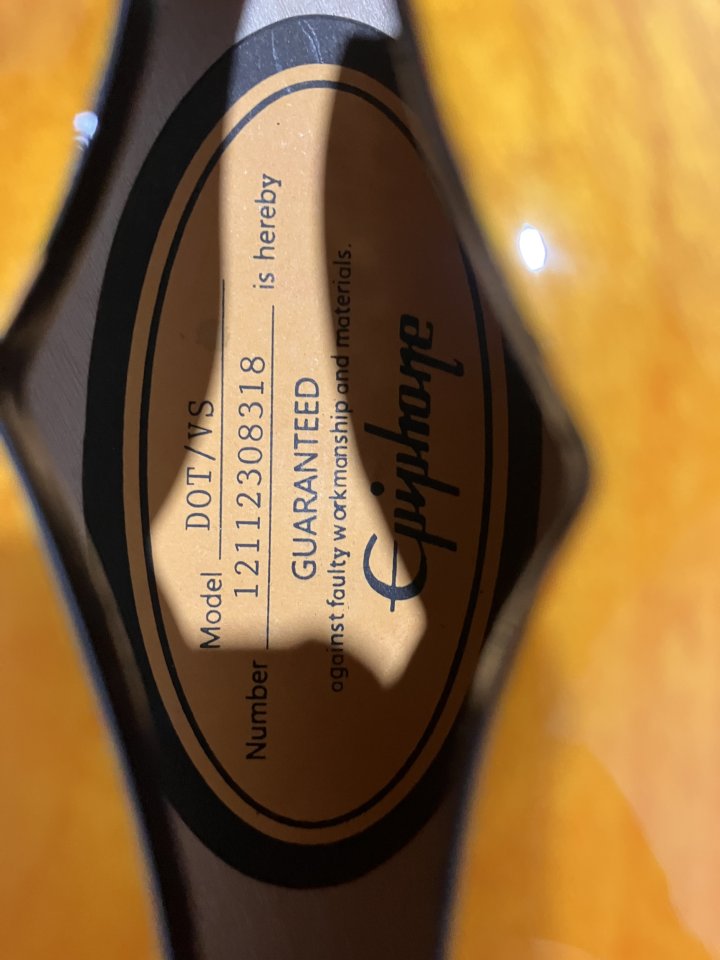 Model DOT/VS
Number 12112308318 is hereby
GUARANTEED
against faulty workmanship and materials.
Epiphone